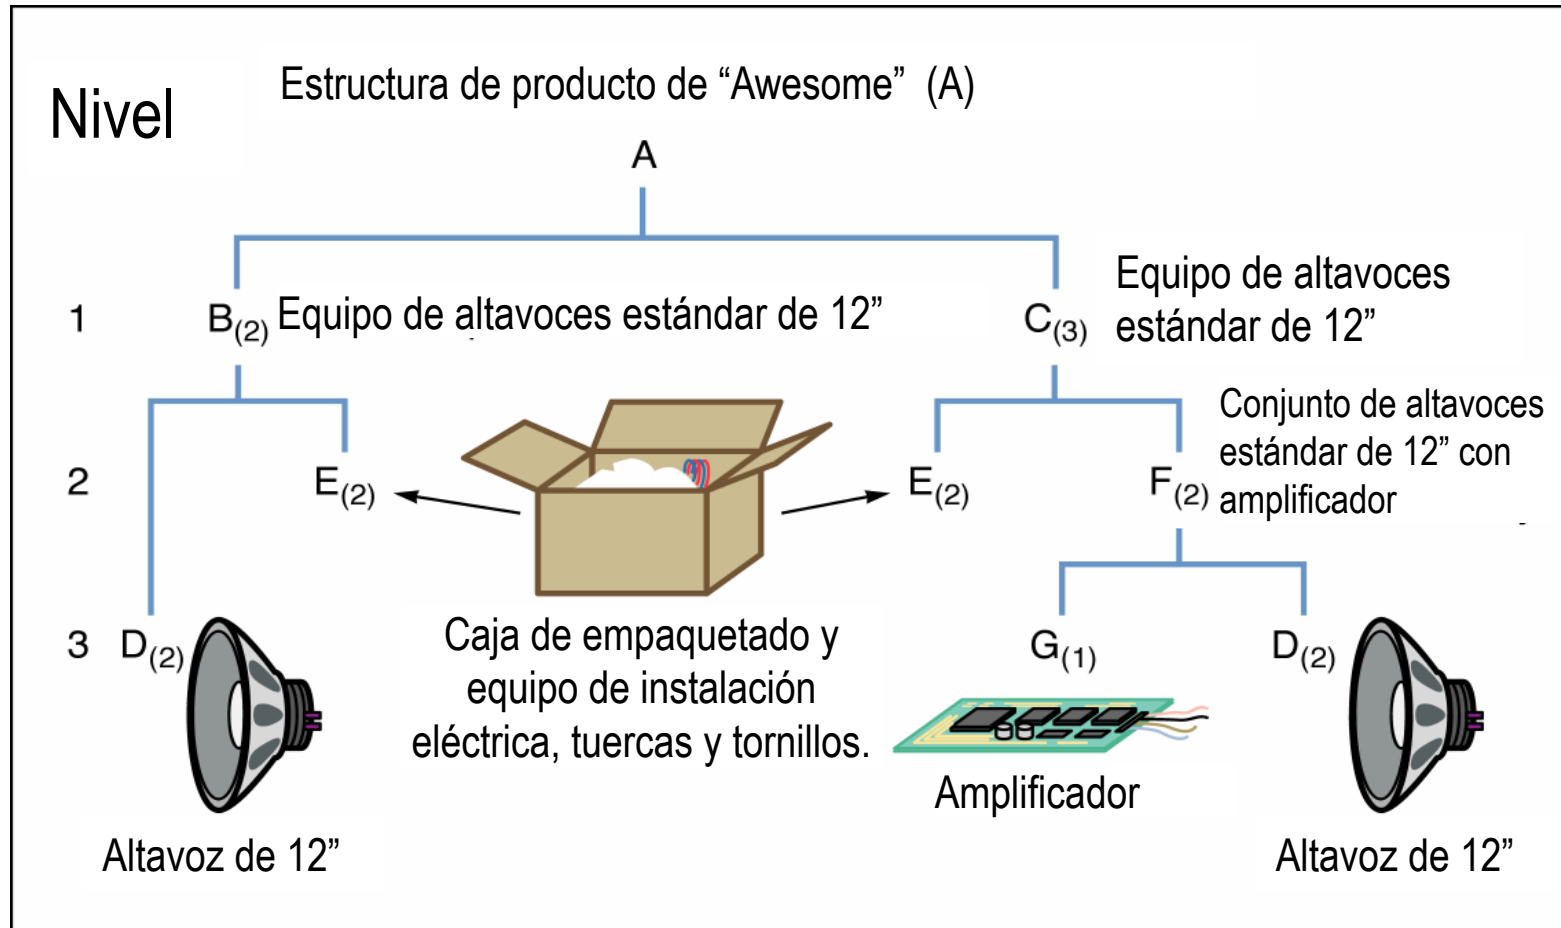 Estructura de producto de “Awesome” (A)
Nivel
A
1
B(2)
Equipo de altavoces estándar de 12”
C(3)
Equipo de altavoces
estándar de 12”
2
E(2)
E(2)
F(2)
Conjunto de altavoces
estándar de 12” con
amplificador
3
D(2)
Caja de empaquetado y
equipo de instalación
eléctrica, tuercas y tornillos.
G(1)
D(2)
Amplificador
Altavoz de 12”
Altavoz de 12”